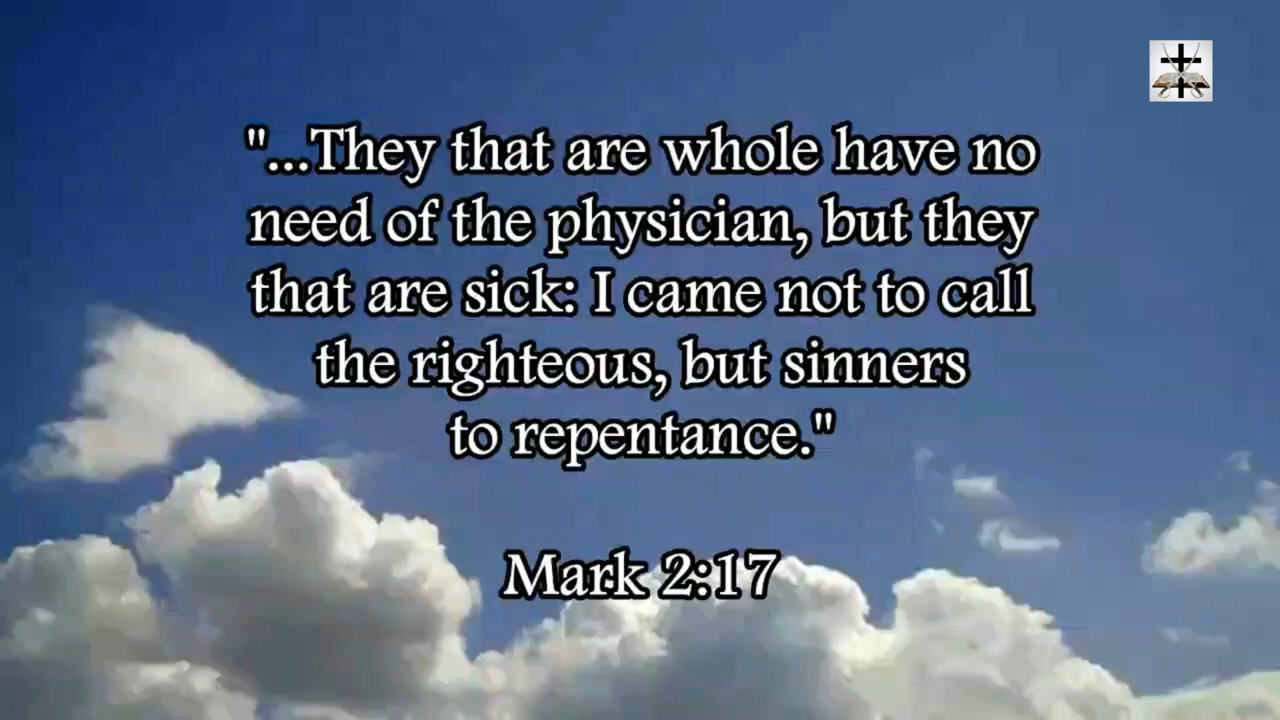 "...They that are whole have no
need of the physician, but they
that are sick: I came not to call
the righteous, but sinners
to repentance."
Mark 2:17